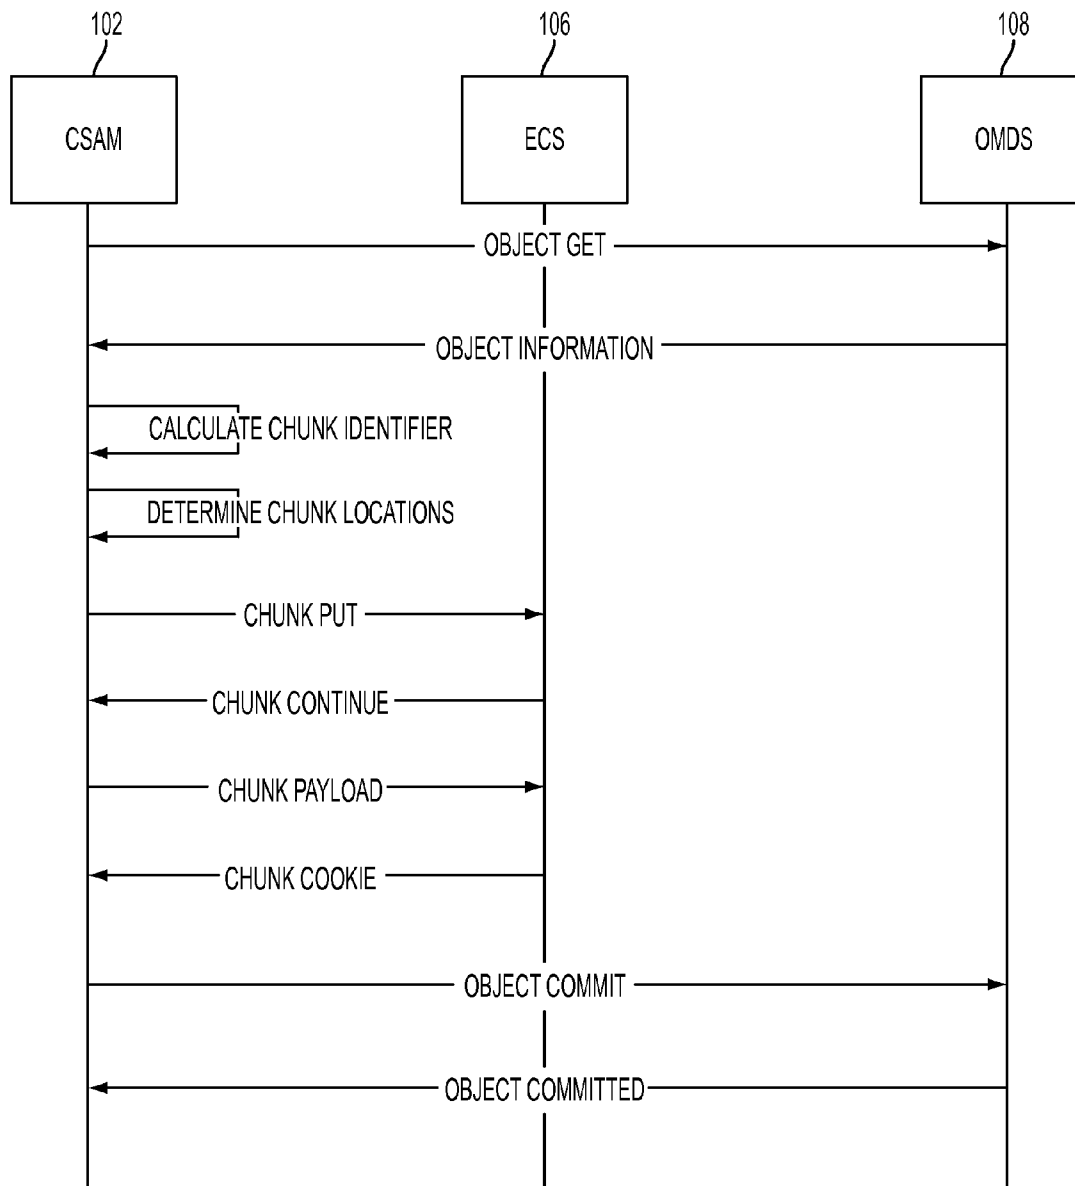 102
106
108
CSAM
ECS
OMDS
OBJECT GET
OBJECT INFORMATION
CALCULATE CHUNK IDENTIFIER
DETERMINE CHUNK LOCATIONS
CHUNK PUT
CHUNK CONTINUE
CHUNK PAYLOAD
CHUNK COOKIE
OBJECT COMMIT
OBJECT COMMITTED